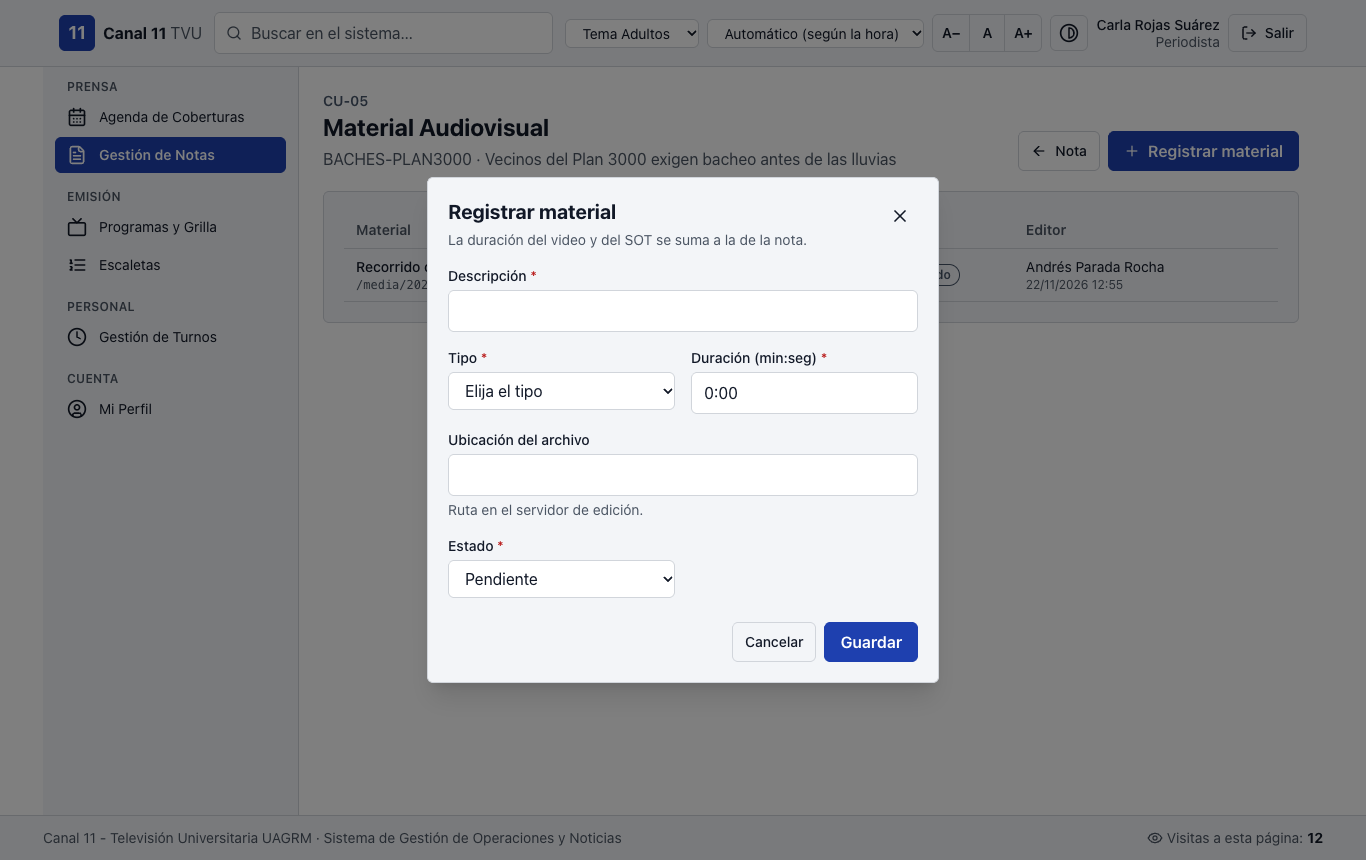 11 Canal 11 TVU
Buscar en el sistema...
Tema Adultos
Automático (según la hora)
A−
A
A+
Carla Rojas Suárez
Periodista
Salir
PRENSA
Agenda de Coberturas
Gestión de Notas
EMISIÓN
Programas y Grilla
Escaletas
PERSONAL
Gestión de Turnos
CUENTA
Mi Perfil
CU-05
Material Audiovisual
BACHES-PLAN3000 · Vecinos del Plan 3000 exigen bacheo antes de las lluvias
Nota
Registrar material
Material
Editor
Recorrido
/media/202
do
Andrés Parada Rocha
22/11/2026 12:55
Registrar material
La duración del video y del SOT se suma a la de la nota.
Descripción *
Tipo *
Elija el tipo
Duración (min:seg) *
0:00
Ubicación del archivo
Ruta en el servidor de edición.
Estado *
Pendiente
Cancelar
Guardar
Canal 11 – Televisión Universitaria UAGRM · Sistema de Gestión de Operaciones y Noticias
Visitas a esta página: 12